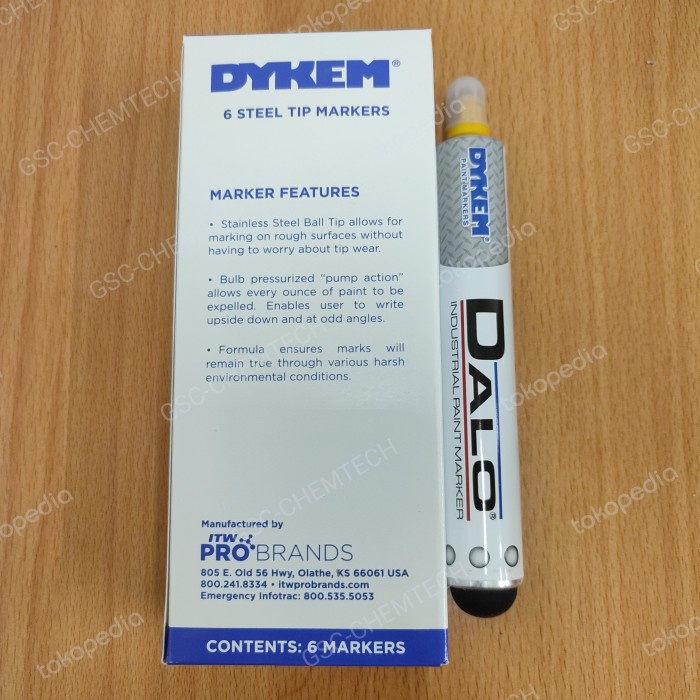 DYKEM®
6 STEEL TIP MARKERS
MARKER FEATURES
• Stainless Steel Ball Tip allows for
marking on rough surfaces without
having to worry about tip wear.
• Bulb pressurized “pump action”
allows every ounce of paint to be
expelled. Enables user to write
upside down and at odd angles.
• Formula ensures marks will
remain true through various harsh
environmental conditions.
Manufactured by
ITW
PRO BRANDS
805 E. Old 56 Hwy, Olathe, KS 66061 USA
800.241.8334 • itwprobrands.com
Emergency Infotrac: 800.535.5053
CONTENTS: 6 MARKERS
DYKEM®
PAINT MARKERS
DALO®
INDUSTRIAL PAINT MARKER
GSC-CHEMTECH
tokopedia